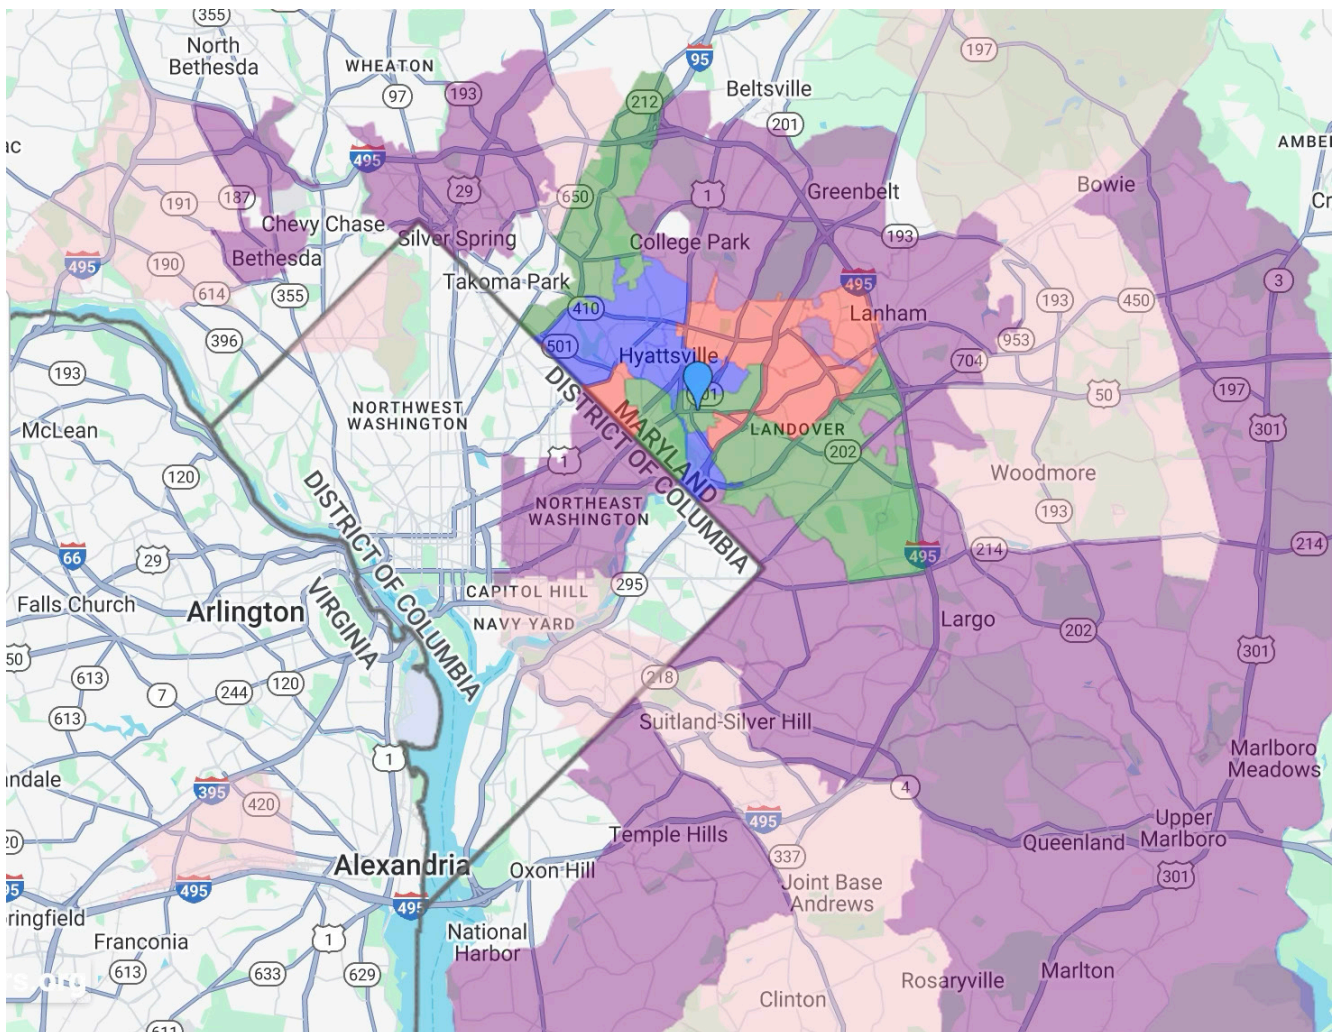 355
North
Bethesda
WHEATON
97
193
95
212
Beltsville
201
197
AMBE
ac
495
191
187
29
650
1
Greenbelt
Bowie
Cr
Chevy Chase
Silver Spring
College Park
193
495
190
Bethesda
Takoma Park
495
3
614
355
410
Lanham
193
450
396
501
Hyattsville
953
704
193
50
197
NORTHWEST
WASHINGTON
MARYLAND
DISTRICT OF COLUMBIA
LANDOVER
301
McLean
202
120
1
Woodmore
DISTRICT OF COLUMBIA
VIRGINIA
NORTHEAST
WASHINGTON
193
66
29
495
214
214
Falls Church
Arlington
CAPITOL HILL
295
NAVY YARD
Largo
202
50
613
7
244
120
218
301
613
Suitland-Silver Hill
1
Marlboro
Meadows
ndale
395
420
4
20
495
Temple Hills
Upper
Marlboro
Queenland
337
Alexandria
Oxon Hill
301
95
495
495
Joint Base
Andrews
ringfield
Franconia
1
National
Harbor
613
633
629
Rosaryville
Marlton
rs.org
Clinton
611